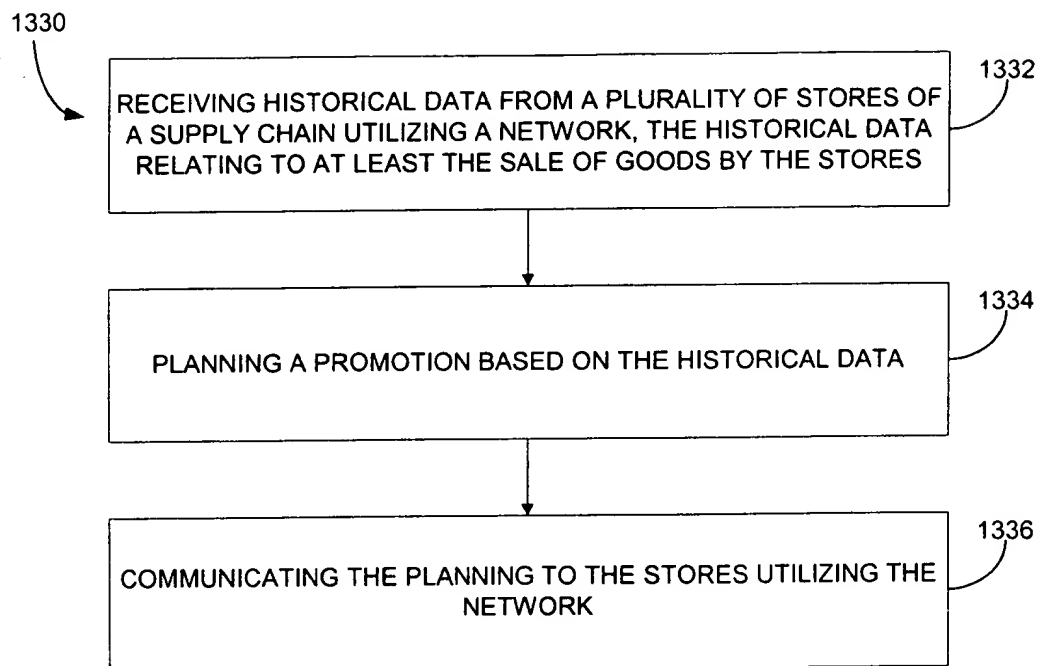 1330
1332
RECEIVING HISTORICAL DATA FROM A PLURALITY OF STORES OF
A SUPPLY CHAIN UTILIZING A NETWORK, THE HISTORICAL DATA
RELATING TO AT LEAST THE SALE OF GOODS BY THE STORES
1334
PLANNING A PROMOTION BASED ON THE HISTORICAL DATA
1336
COMMUNICATING THE PLANNING TO THE STORES UTILIZING THE
NETWORK